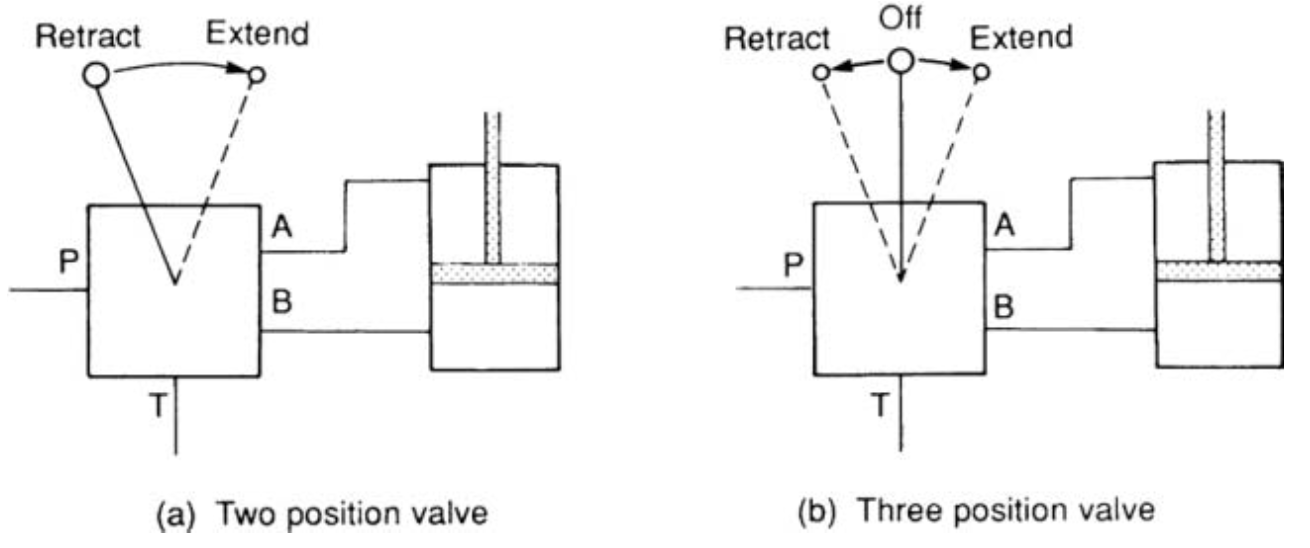 Retract Extend
A
P
B
T
(a) Two position valve
Off
Retract Extend
A
P
B
T
(b) Three position valve